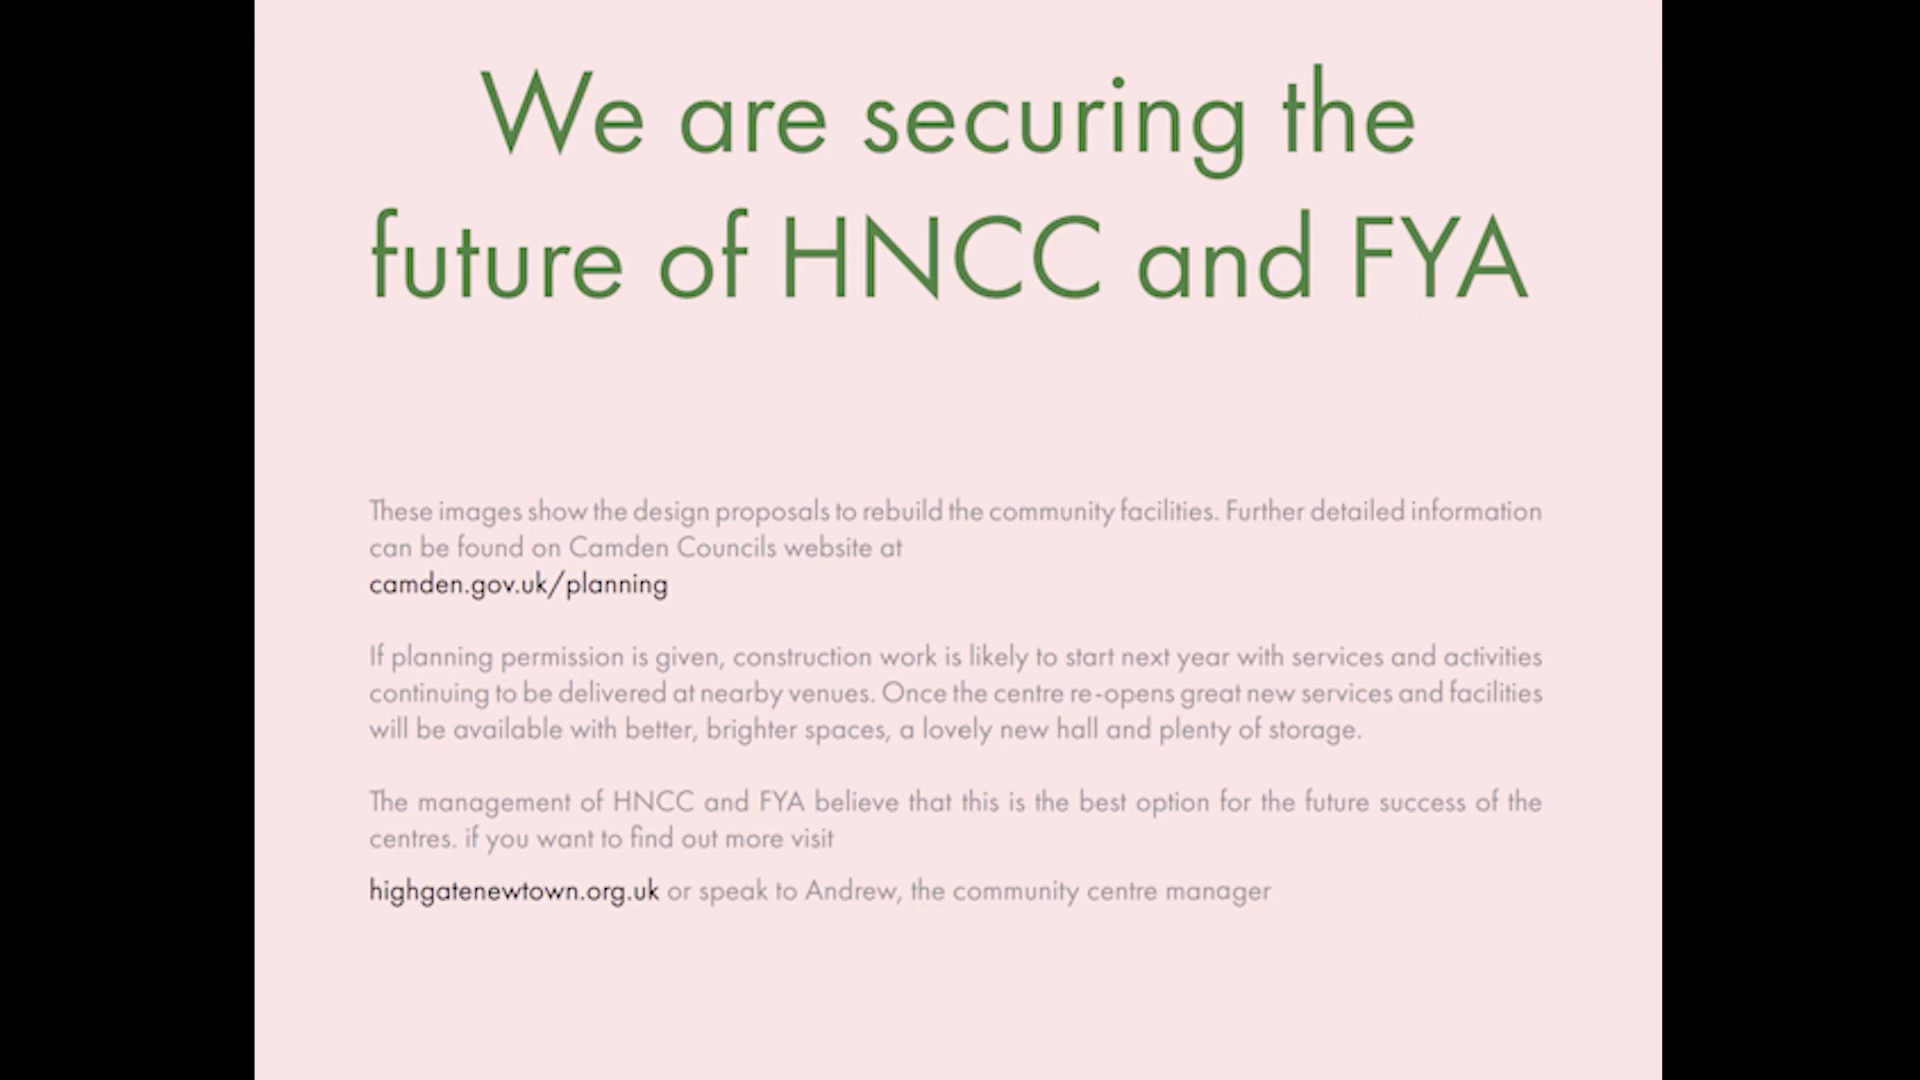 We are securing the
future of HNCC and FYA
These images show the design proposals to rebuild the community facilities. Further detailed information
can be found on Camden Councils website at
camden.gov.uk/planning
If planning permission is given, construction work is likely to start next year with services and activities
continuing to be delivered at nearby venues. Once the centre re-opens great new services and facilities
will be available with better, brighter spaces, a lovely new hall and plenty of storage.
The management of HNCC and FYA believe that this is the best option for the future success of the
centres. if you want to find out more visit
highgatenewtown.org.uk or speak to Andrew, the community centre manager